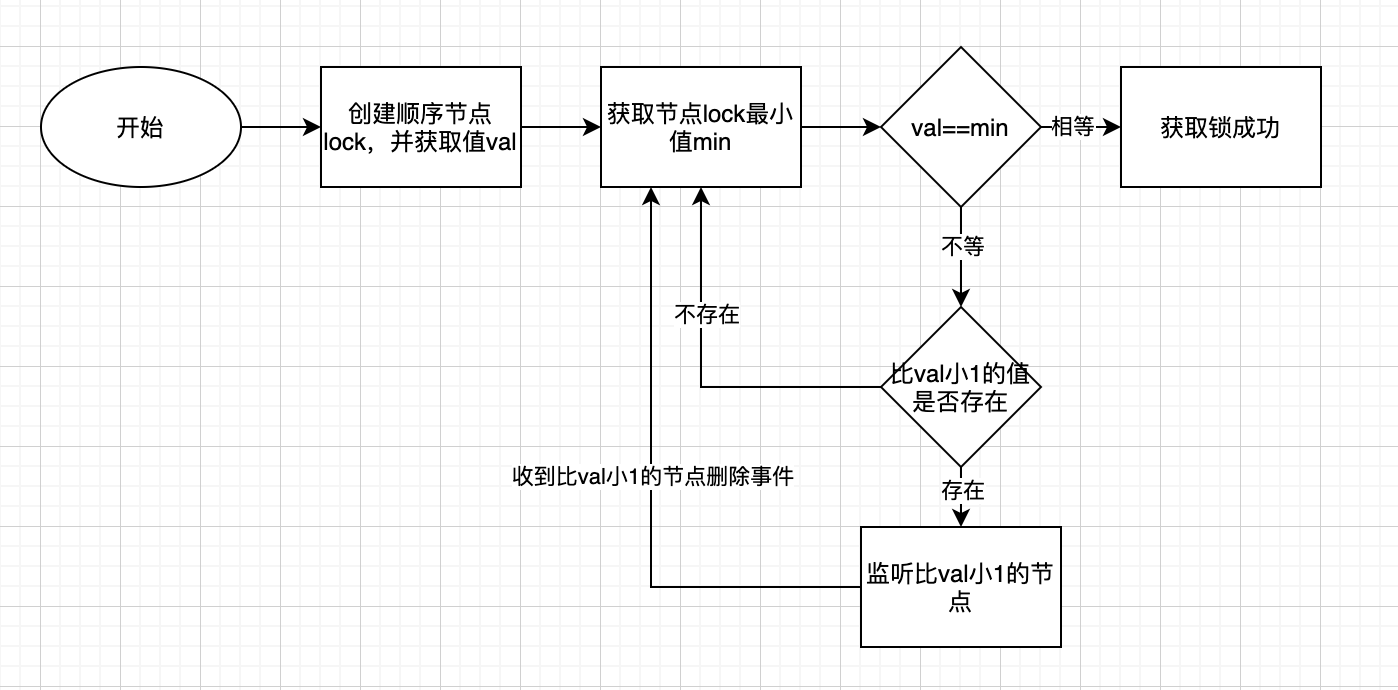 开始
创建顺序节点
lock，并获取值val
获取节点lock最小
值min
val==min
相等
获取锁成功
不等
不存在
比val小1的值
是否存在
收到比val小1的节点删除事件
存在
监听比val小1的节
点